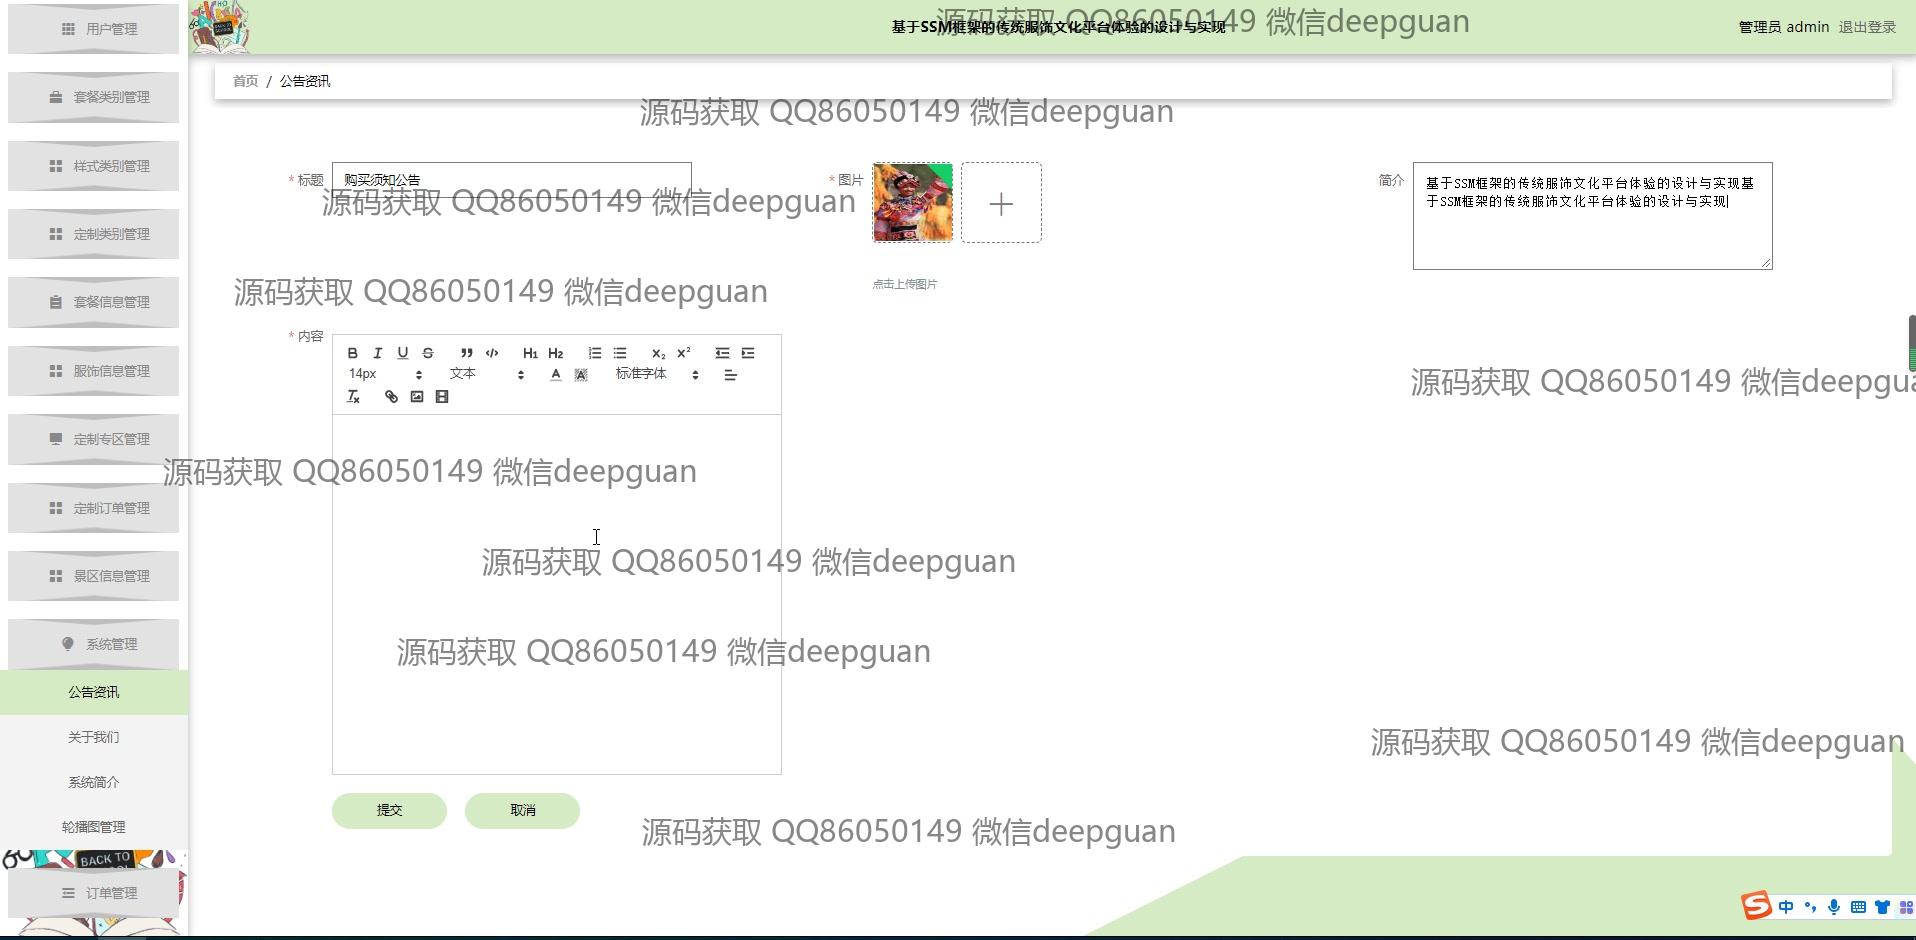 用户管理
套餐类别管理
样式类别管理
定制类别管理
套餐信息管理
服饰信息管理
定制专区管理
定制订单管理
景区信息管理
系统管理
公告资讯
关于我们
系统简介
轮播图管理
BACK TO
订单管理
基于SSM框架的传统服饰文化平台体验的设计与实现
管理员 admin 退出登录
源码获取 QQ86050149 微信deepguan
首页 / 公告资讯
源码获取 QQ86050149 微信deepguan
* 标题
购买须知公告
* 图片
点击上传图片
简介
基于SSM框架的传统服饰文化平台体验的设计与实现基
于SSM框架的传统服饰文化平台体验的设计与实现
源码获取 QQ86050149 微信deepguan
源码获取 QQ86050149 微信deepguan
* 内容
B I U S H1 H2 X2 X2
14px 文本 A A 标准字体
Tx
源码获取 QQ86050149 微信deepgua
源码获取 QQ86050149 微信deepguan
源码获取 QQ86050149 微信deepguan
源码获取 QQ86050149 微信deepguan
源码获取 QQ86050149 微信deepguan
提交 取消
源码获取 QQ86050149 微信deepguan
中